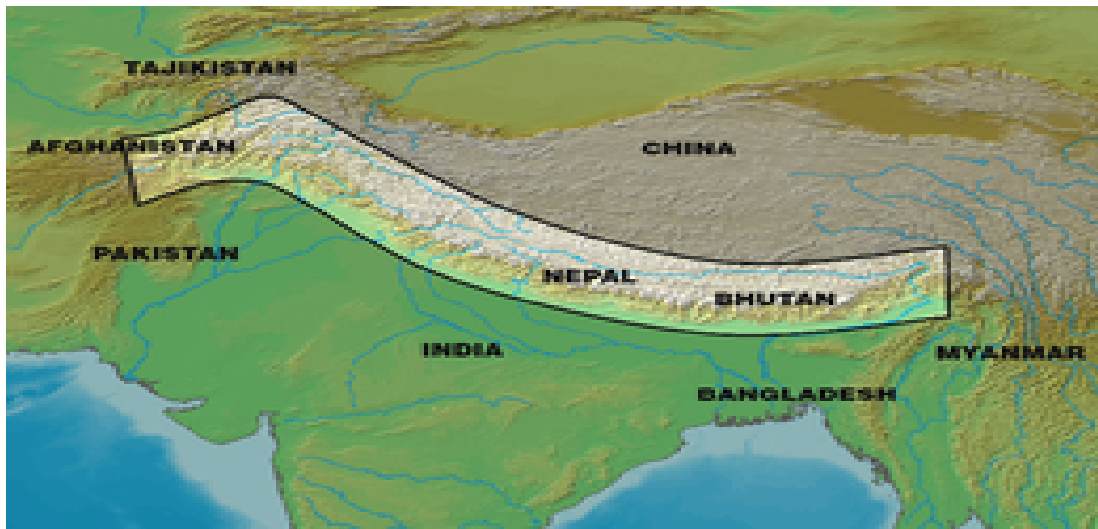 TAJIKISTAN
AFGHANISTAN
CHINA
PAKISTAN
NEPAL
BHUTAN
INDIA
MYANMAR
BANGLADESH